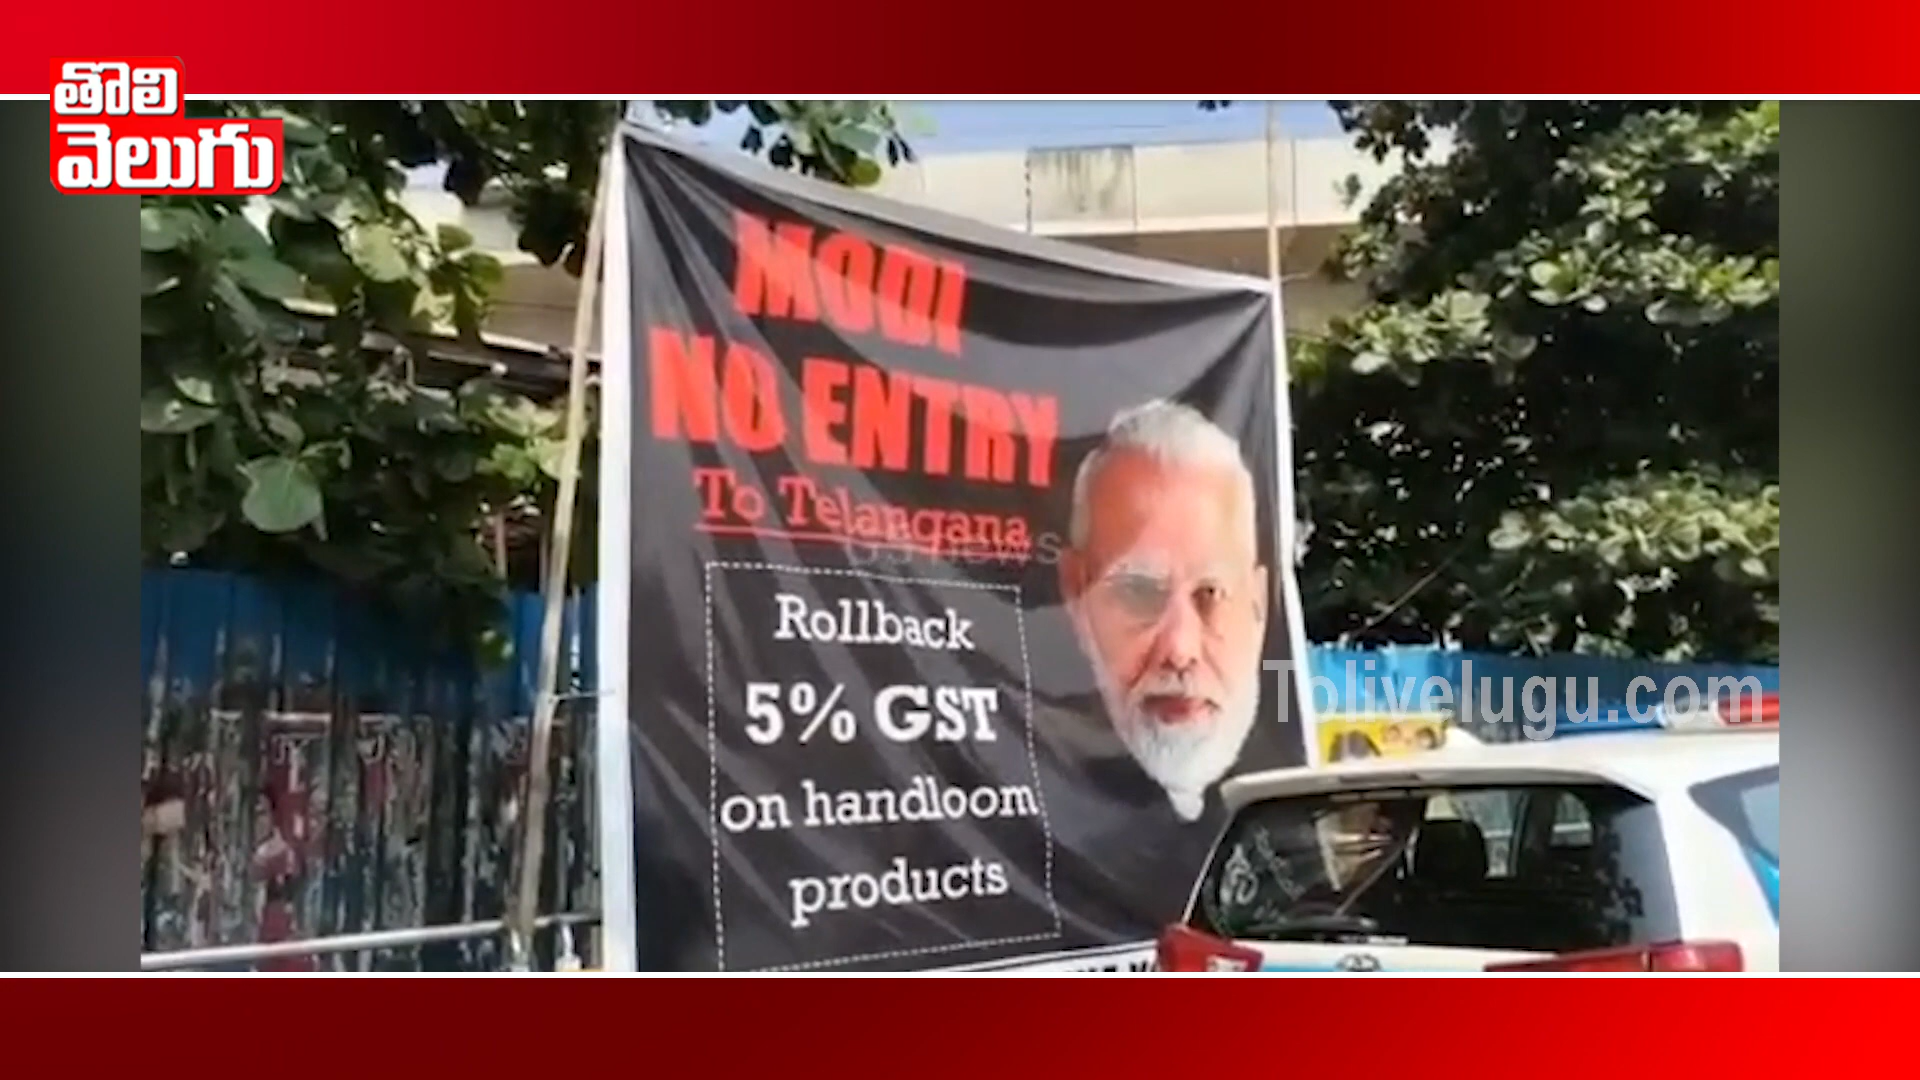 తొలి
వెలుగు
MODI
NO ENTRY
To Telangana
Rollback
5% GST
on handloom
products
Tolivelugu.com